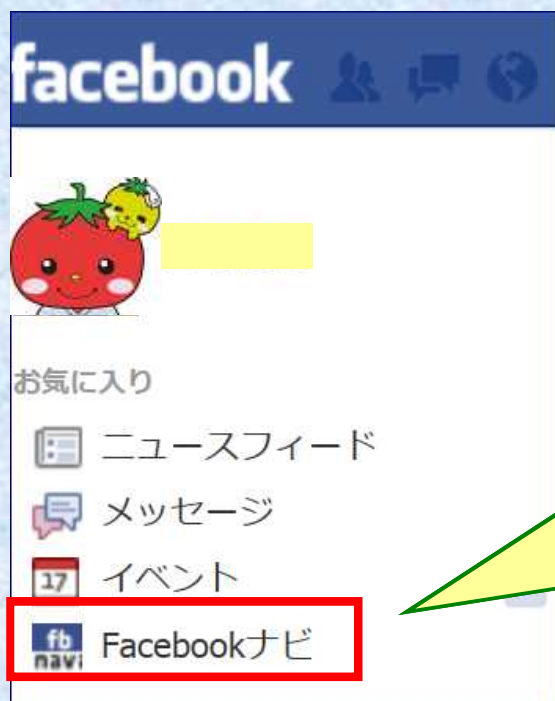 facebook
お気に入り
ニュースフィード
メッセージ
17 イベント
fb navi Facebookナビ